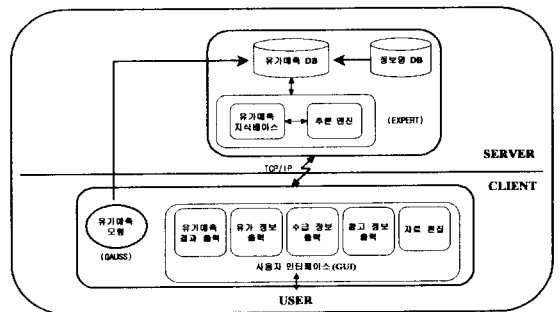 유가예측 DB
정보망 DB
유가예측
지식베이스
추론 엔진
(EXPERT)
SERVER
TCP/IP
CLIENT
유가예측
모형
(GAUSS)
유가예측
결과 출력
유가 정보
출력
수급 정보
출력
참고 정보
출력
자료 편집
사용자 인터페이스(GUI)
USER